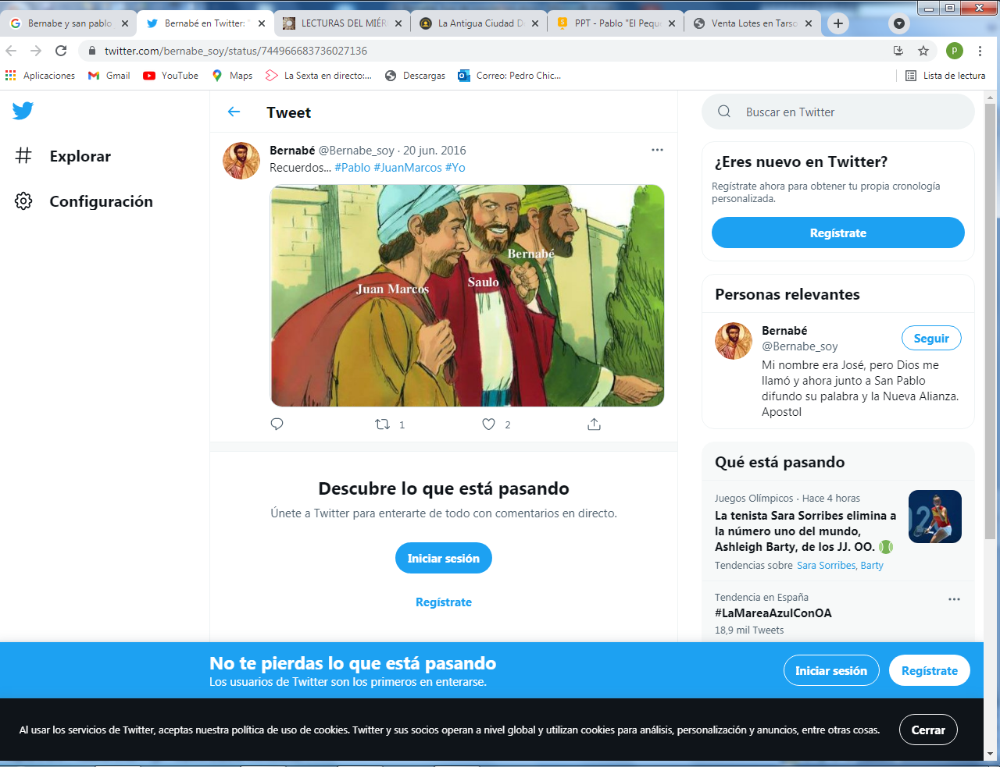 Bernabe y san pablo
Bernabé en Twitter: "
LECTURAS DEL MIÉR
La Antigua Ciudad D
PPT - Pablo "El Peque
Venta Lotes en Tarso
twitter.com/bernabe_soy/status/744966683736027136
P
Aplicaciones
Gmail
YouTube
Maps
La Sexta en directo:...
Descargas
Correo: Pedro Chic...
Lista de lectura
Explorar
Configuración
Tweet
Bernabé @Bernabe_soy · 20 jun. 2016
Recuerdos... #Pablo #JuanMarcos #Yo
Bernabé
Saulo
Juan Marcos
1
2
Descubre lo que está pasando
Únete a Twitter para enterarte de todo con comentarios en directo.
Iniciar sesión
Regístrate
Buscar en Twitter
¿Eres nuevo en Twitter?
Regístrate ahora para obtener tu propia cronología
personalizada.
Regístrate
Personas relevantes
Bernabé
@Bernabe_soy
Seguir
Mi nombre era José, pero Dios me
llamó y ahora junto a San Pablo
difundo su palabra y la Nueva Alianza.
Apostol
Qué está pasando
Juegos Olímpicos · Hace 4 horas
La tenista Sara Sorribes elimina a
la número uno del mundo,
Ashleigh Barty, de los JJ. OO.
Tendencias sobre Sara Sorribes, Barty
Tendencia en España
#LaMareaAzulConOA
18,9 mil Tweets
No te pierdas lo que está pasando
Los usuarios de Twitter son los primeros en enterarse.
Iniciar sesión
Regístrate
Al usar los servicios de Twitter, aceptas nuestra política de uso de cookies. Twitter y sus socios operan a nivel global y utilizan cookies para análisis, personalización y anuncios, entre otras cosas.
Cerrar